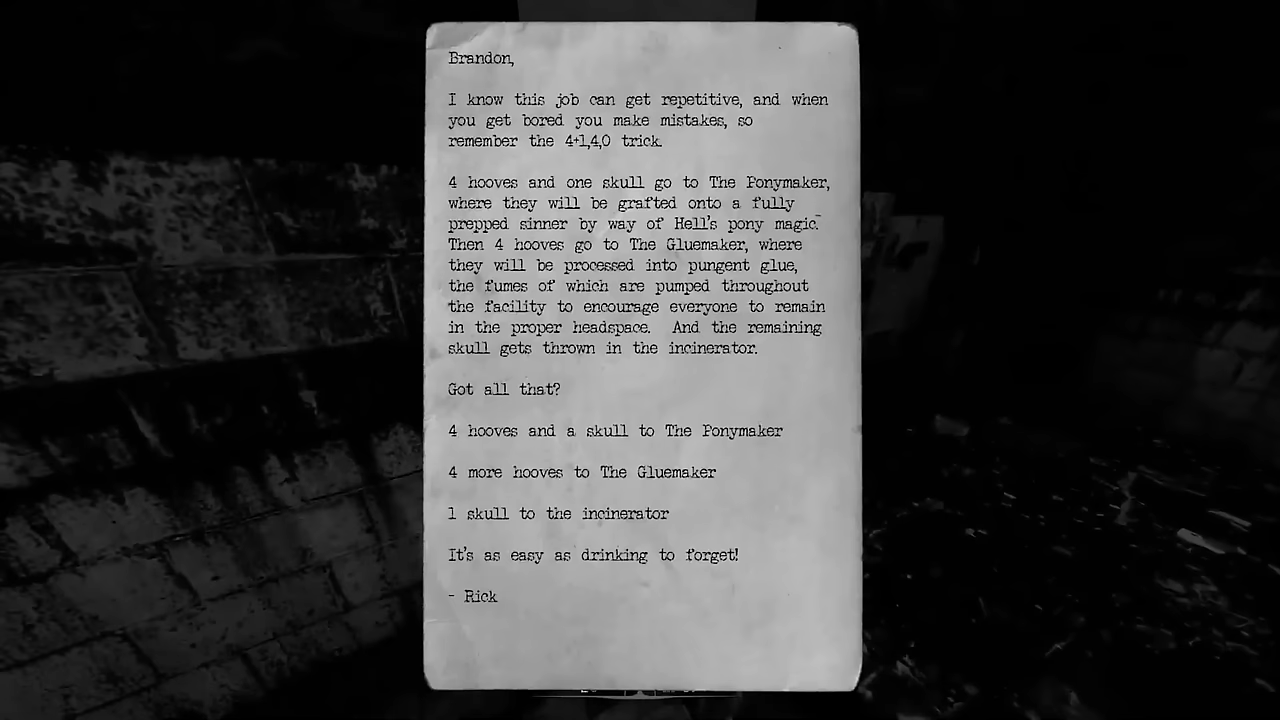 Brandon,
I know this job can get repetitive, and when
you get bored you make mistakes, so
remember the 4+1,4,0 trick.
4 hooves and one skull go to The Ponymaker,
where they will be grafted onto a fully
prepped sinner by way of Hell's pony magic.
Then 4 hooves go to The Gluemaker, where
they will be processed into pungent glue,
the fumes of which are pumped throughout
the facility to encourage everyone to remain
in the proper headspace. And the remaining
skull gets thrown in the incinerator.
Got all that?
4 hooves and a skull to The Ponymaker
4 more hooves to The Gluemaker
1 skull to the incinerator
It's as easy as drinking to forget!
- Rick